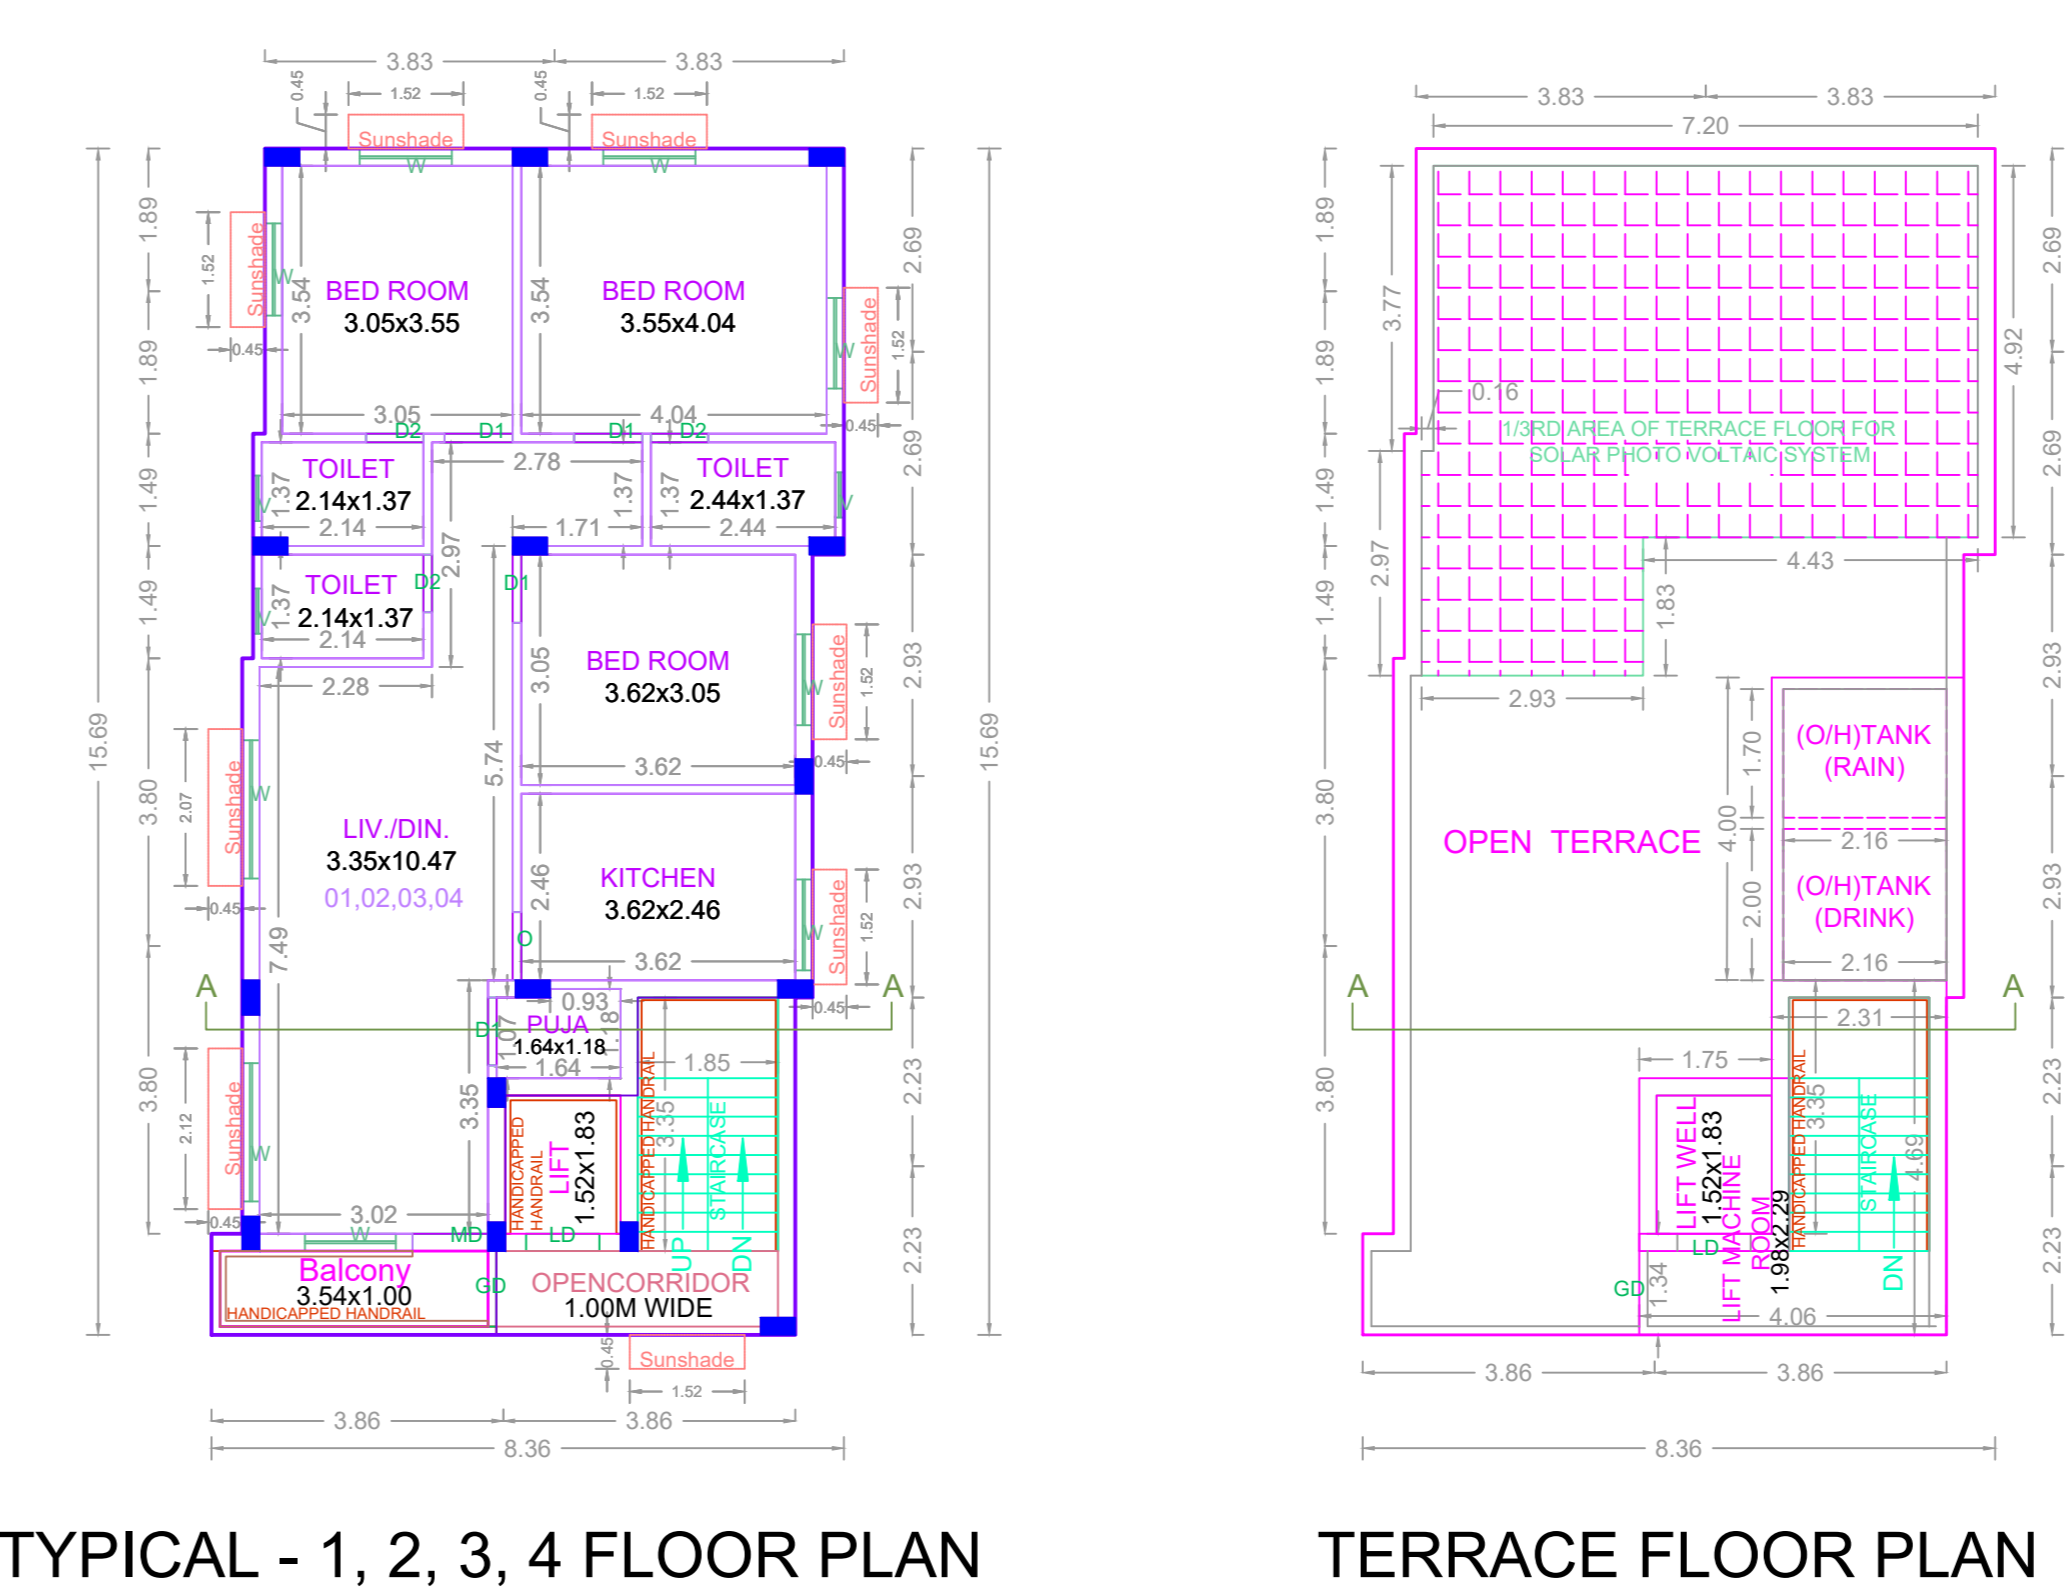 3.83 3.83
0.45 1.52 0.45 1.52
Sunshade Sunshade
W W
1.89 1.89 1.49 1.49 3.80 3.80
15.69
2.69 2.69 2.93 2.93 2.23 2.23
15.69
1.52 Sunshade W 0.45
3.54 3.54
BED ROOM
3.05x3.55
BED ROOM
3.55x4.04
W Sunshade 1.52 0.45
3.05 4.04
D2 D1 D1 D2
TOILET
2.14x1.37
1.37 2.14 V
2.78
1.71
1.37 1.37
TOILET
2.44x1.37
2.44 V
TOILET
2.14x1.37
1.37 2.14 V
D2 2.97 D1
2.28
BED ROOM
3.62x3.05
3.05 3.62
W Sunshade 1.52 0.45
5.74
2.07 Sunshade W 0.45
LIV./DIN.
3.35x10.47
01,02,03,04
7.49
KITCHEN
3.62x2.46
2.46 3.62
O
W Sunshade 1.52 0.45
A A
0.93
D1 1.07 1.18
PUJA
1.64x1.18
1.64
2.12 Sunshade W 0.45
3.35
3.02
W MD LD
HANDICAPPED
HANDRAIL
LIFT
1.52x1.83
HANDICAPPED HANDRAIL
1.85
3.35
STAIRCASE
UP DN
Balcony
3.54x1.00
HANDICAPPED HANDRAIL
GD
OPENCORRIDOR
1.00M WIDE
0.45
Sunshade
1.52
3.86 3.86
8.36
TYPICAL - 1, 2, 3, 4 FLOOR PLAN
3.83 3.83
7.20
1.89 1.89 1.49 1.49 3.80 3.80
2.69 2.69 2.93 2.93 2.23 2.23
3.77
4.92
0.16
1/3RD AREA OF TERRACE FLOOR FOR
SOLAR PHOTO VOLTAIC SYSTEM
2.97
4.43
1.83
2.93
OPEN TERRACE
4.00
1.70
(O/H)TANK
(RAIN)
2.16
2.00
(O/H)TANK
(DRINK)
2.16
A A
2.31
1.75
LIFT WELL
1.52x1.83
LIFT MACHINE
ROOM
1.98x2.29
HANDICAPPED HANDRAIL
3.35
STAIRCASE
4.69
DN
LD
GD
1.34
4.06
3.86 3.86
8.36
TERRACE FLOOR PLAN